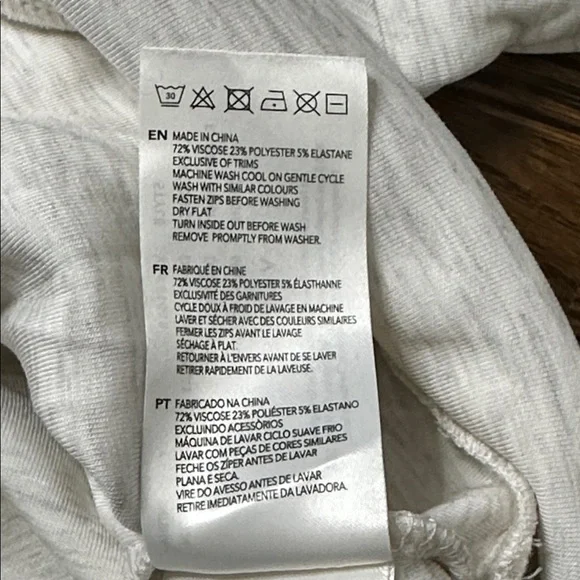 30
EN MADE IN CHINA
72% VISCOSE 23% POLYESTER 5% ELASTANE
EXCLUSIVE OF TRIMS
MACHINE WASH COOL ON GENTLE CYCLE
WASH WITH SIMILAR COLOURS
FASTEN ZIPS BEFORE WASHING
DRY FLAT
TURN INSIDE OUT BEFORE WASH
REMOVE PROMPTLY FROM WASHER.
FR FABRIQUÉ EN CHINE
72% VISCOSE 23% POLYESTER 5% ÉLASTHANNE
EXCLUSIVITÉ DES GARNITURES
CYCLE DOUX À FROID DE LAVAGE EN MACHINE
LAVER ET SÉCHER AVEC DES COULEURS SIMILAIRES
FERMER LES ZIPS AVANT LE LAVAGE
SÉCHAGE À PLAT
RETOURNER À L'ENVERS AVANT DE SE LAVER
RETIRER RAPIDEMENT DE LA LAVEUSE.
PT FABRICADO NA CHINA
72% VISCOSE 23% POLIÉSTER 5% ELASTANO
EXCLUINDO ACESSÓRIOS
MÁQUINA DE LAVAR CICLO SUAVE FRIO
LAVAR COM PEÇAS DE CORES SIMILARES
FECHE OS ZÍPER ANTES DE LAVAR
PLANA E SECA.
VIRE DO AVESSO ANTES DE LAVAR
RETIRE IMEDIATAMENTE DA LAVADORA.